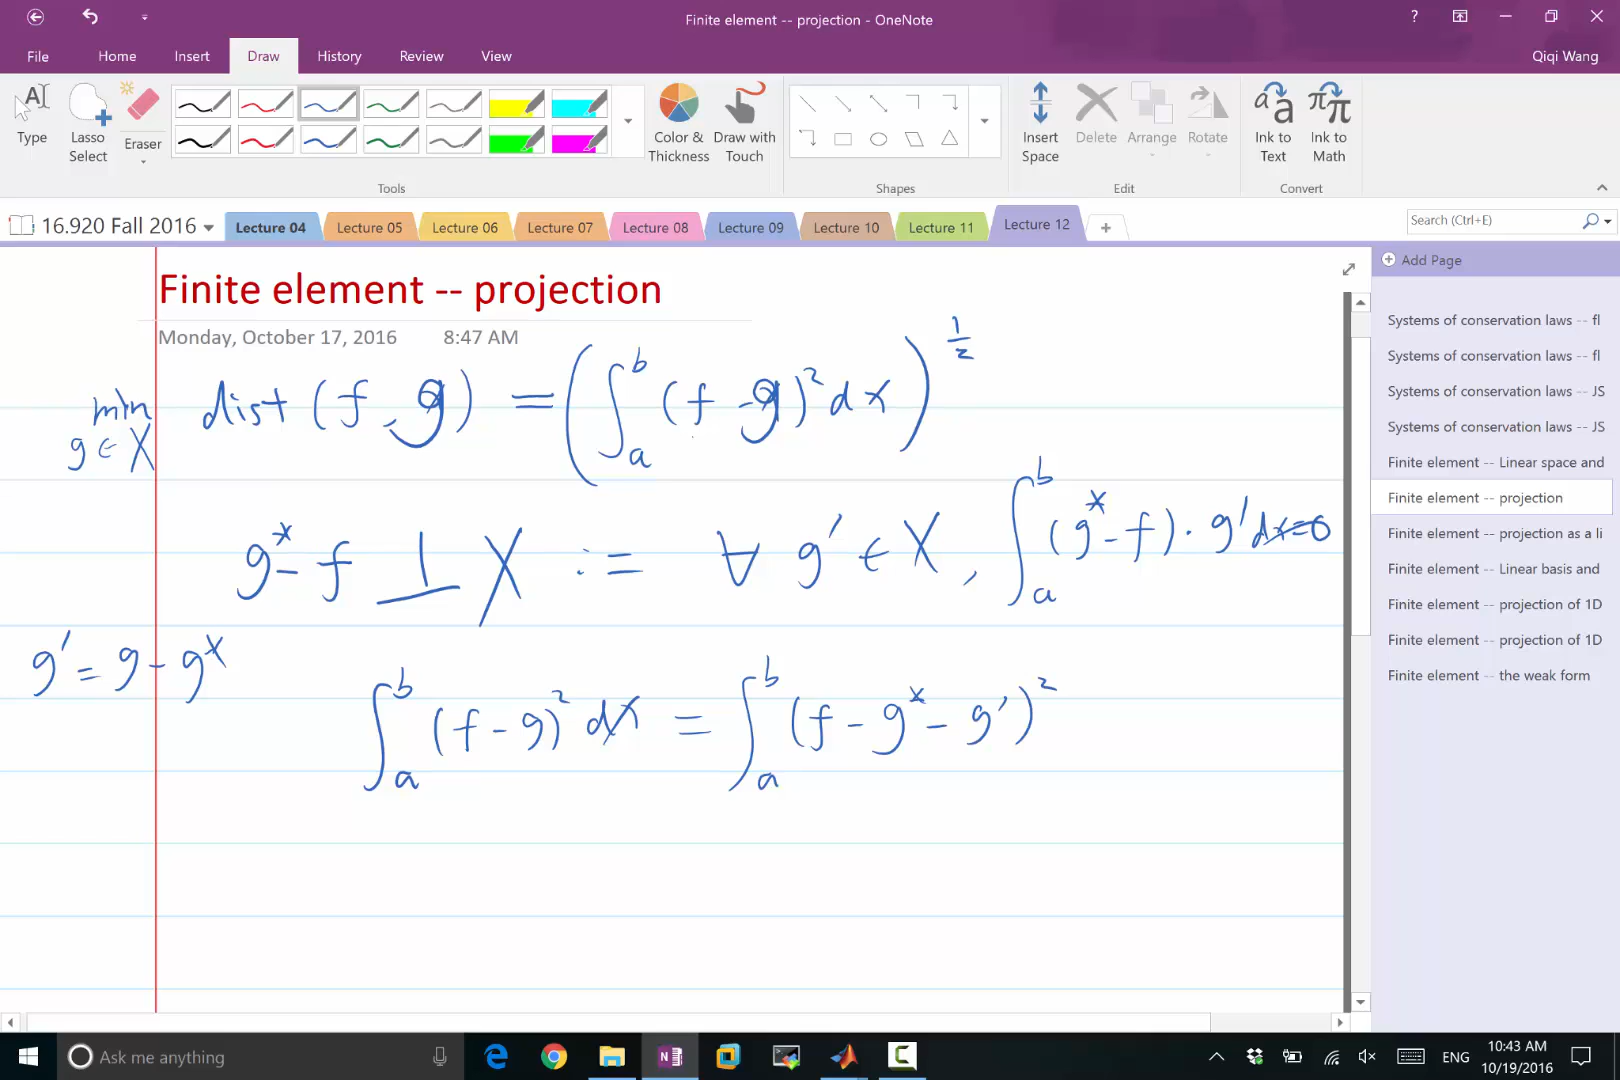 Finite element -- projection - OneNote
?
File Home Insert Draw History Review View Qiqi Wang
Type Lasso Select Eraser Color & Thickness Draw with Touch Insert Space Delete Arrange Rotate Ink to Text Ink to Math
Tools Shapes Edit Convert
16.920 Fall 2016 Lecture 04 Lecture 05 Lecture 06 Lecture 07 Lecture 08 Lecture 09 Lecture 10 Lecture 11 Lecture 12 + Search (Ctrl+E)
Add Page
Systems of conservation laws -- fl
Systems of conservation laws -- fl
Systems of conservation laws -- JS
Systems of conservation laws -- JS
Finite element -- Linear space and
Finite element -- projection
Finite element -- projection as a li
Finite element -- Linear basis and
Finite element -- projection of 1D
Finite element -- projection of 1D
Finite element -- the weak form
Finite element -- projection
Monday, October 17, 2016 8:47 AM
min g∈X dist (f, g) = (∫_a^b (f - g)² dx)^{1/2}
g* - f ⊥ X := ∀ g' ∈ X, ∫_a^b (g* - f) · g' dx = 0
g' = g - g*
∫_a^b (f - g)² dx = ∫_a^b (f - g* - g')²
Ask me anything
ENG
10:43 AM
10/19/2016